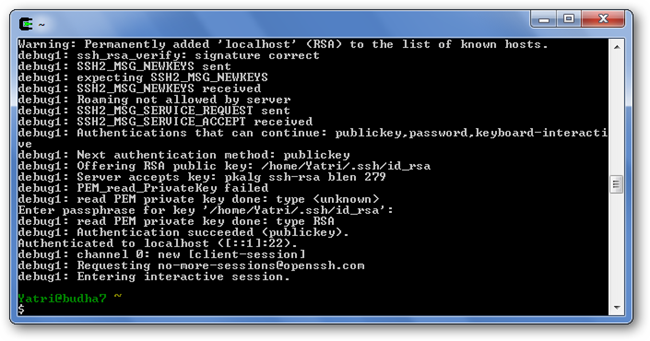 ~
Warning: Permanently added 'localhost' (RSA) to the list of known hosts.
debug1: ssh_rsa_verify: signature correct
debug1: SSH2_MSG_NEWKEYS sent
debug1: expecting SSH2_MSG_NEWKEYS
debug1: SSH2_MSG_NEWKEYS received
debug1: Roaming not allowed by server
debug1: SSH2_MSG_SERVICE_REQUEST sent
debug1: SSH2_MSG_SERVICE_ACCEPT received
debug1: Authentications that can continue: publickey,password,keyboard-interacti
ve
debug1: Next authentication method: publickey
debug1: Offering RSA public key: /home/Yatri/.ssh/id_rsa
debug1: Server accepts key: pkalg ssh-rsa blen 279
debug1: PEM_read_PrivateKey failed
debug1: read PEM private key done: type <unknown>
Enter passphrase for key '/home/Yatri/.ssh/id_rsa':
debug1: read PEM private key done: type RSA
debug1: Authentication succeeded (publickey).
Authenticated to localhost ([::1]:22).
debug1: channel 0: new [client-session]
debug1: Requesting no-more-sessions@openssh.com
debug1: Entering interactive session.
Yatri@budha7 ~
$